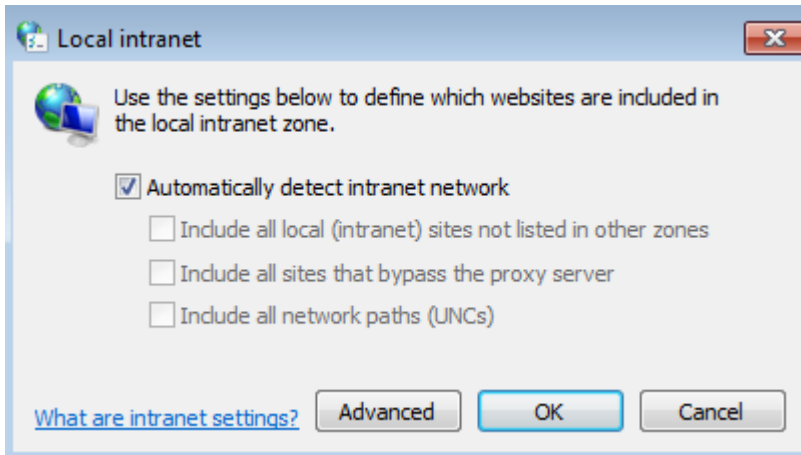 Local intranet
Use the settings below to define which websites are included in
the local intranet zone.
Automatically detect intranet network
Include all local (intranet) sites not listed in other zones
Include all sites that bypass the proxy server
Include all network paths (UNCs)
What are intranet settings? Advanced OK Cancel